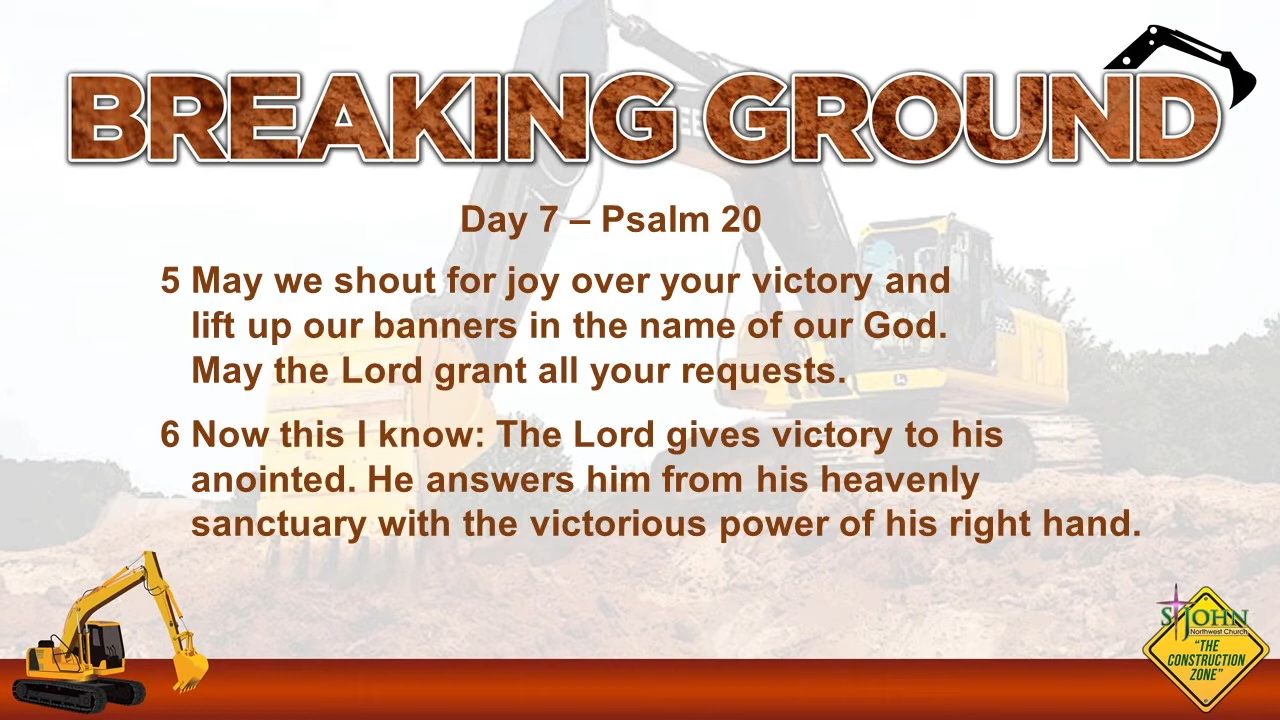 BREAKING GROUND
Day 7 – Psalm 20
5 May we shout for joy over your victory and
lift up our banners in the name of our God.
May the Lord grant all your requests.
6 Now this I know: The Lord gives victory to his
anointed. He answers him from his heavenly
sanctuary with the victorious power of his right hand.
ST JOHN
Northwest Church
“THE
CONSTRUCTION
ZONE”